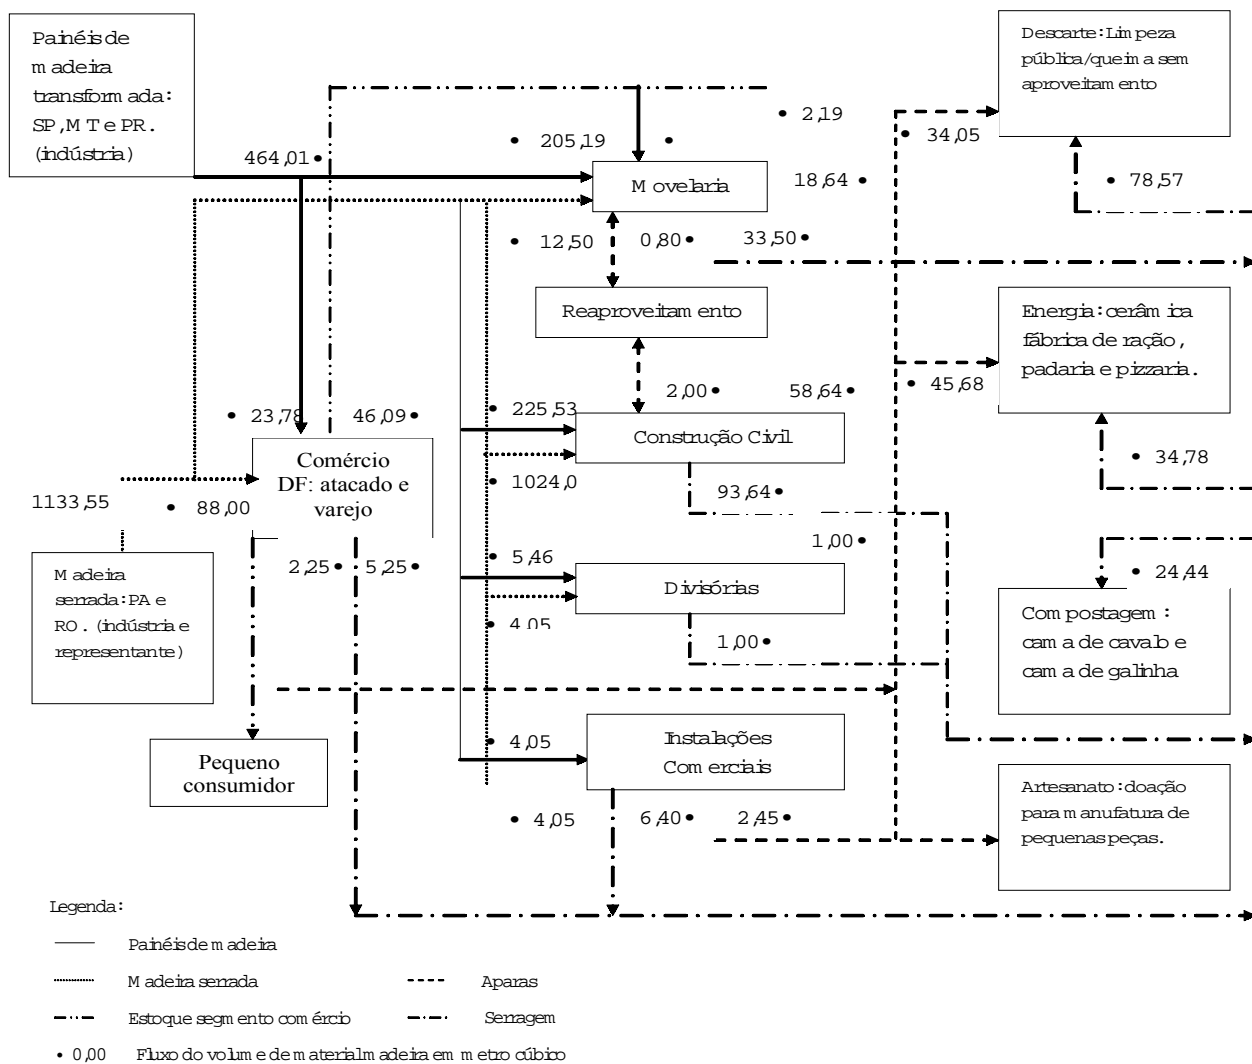 Painéis de
madeira
transformada:
SP, MT e PR.
(indústria)
Descarte: Limpeza
pública/queima sem
aproveitamento
• 2,19
• 34,05
• 205,19 •
464,01 •
Movelaria
18,64 •
• 78,57
• 12,50 0,80 • 33,50 •
Reaproveitamento
Energia: cerâmica
fábrica de ração,
padaria e pizzaria.
2,00 • 58,64 •
• 45,68
• 23,78 46,09 •
• 225,53
Construção Civil
Comércio
DF: atacado e
varejo
• 34,78
1133,55 • 88,00
• 1024,0
93,64 •
1,00 •
2,25 • 5,25 •
• 5,46
• 24,44
Madeira
serrada: PA e
RO. (indústria e
representante)
Divisórias
Compostagem:
cama de cavalo e
cama de galinha
• 4,05
1,00 •
• 4,05
Instalações
Comerciais
Pequeno
consumidor
Artesanato: doação
para manufatura de
pequenas peças.
• 4,05 6,40 • 2,45 •
Legenda:
Painéis de madeira
Madeira serrada Aparas
Estoque segmento comércio Serragem
• 0,00 Fluxo do volume de material madeira em metro cúbico